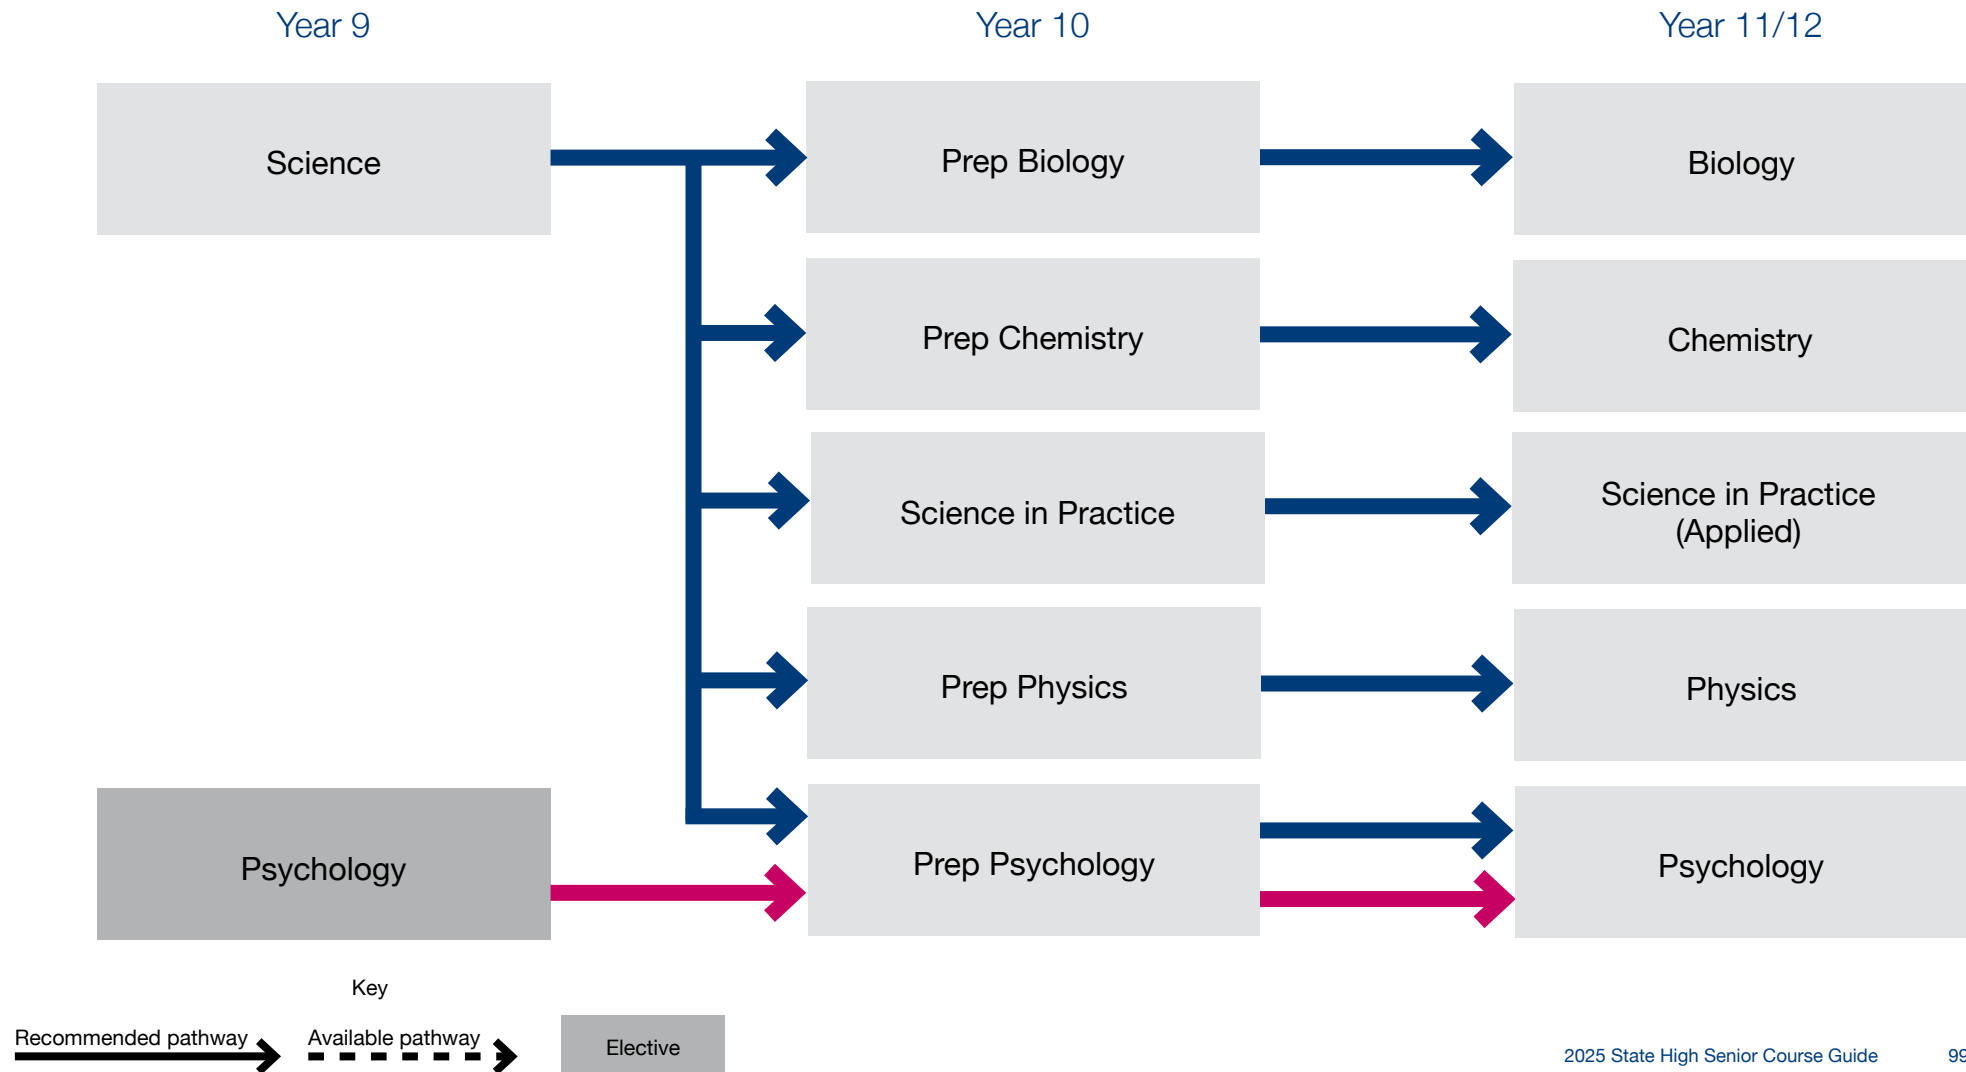 Year 9
Year 10
Year 11/12
Science
Prep Biology
Biology
Prep Chemistry
Chemistry
Science in Practice
Science in Practice
(Applied)
Prep Physics
Physics
Psychology
Prep Psychology
Psychology
Key
Recommended pathway
Available pathway
Elective
2025 State High Senior Course Guide
99